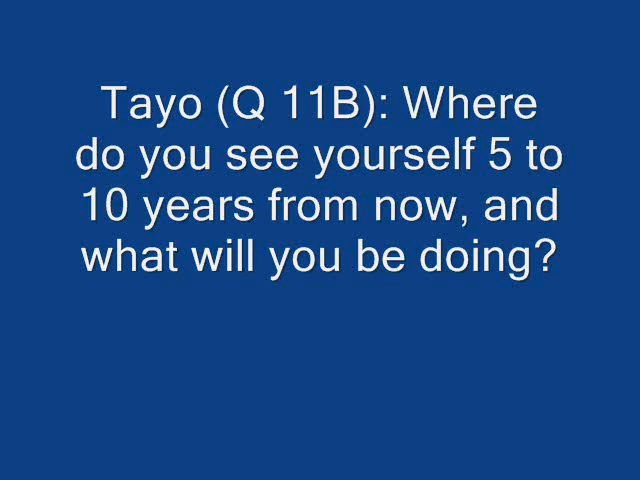 Tayo (Q 11B): Where
do you see yourself 5 to
10 years from now, and
what will you be doing?